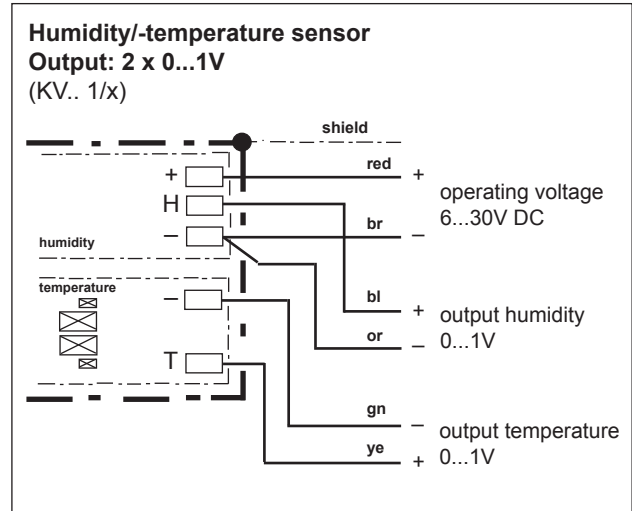 Humidity/-temperature sensor
Output: 2 x 0...1V
(KV.. 1/x)
shield
red
+
+
operating voltage
H
6...30V DC
br
–
–
humidity
temperature
–
bl
+
output humidity
or
–
0...1V
T
gn
–
output temperature
ye
+
0...1V